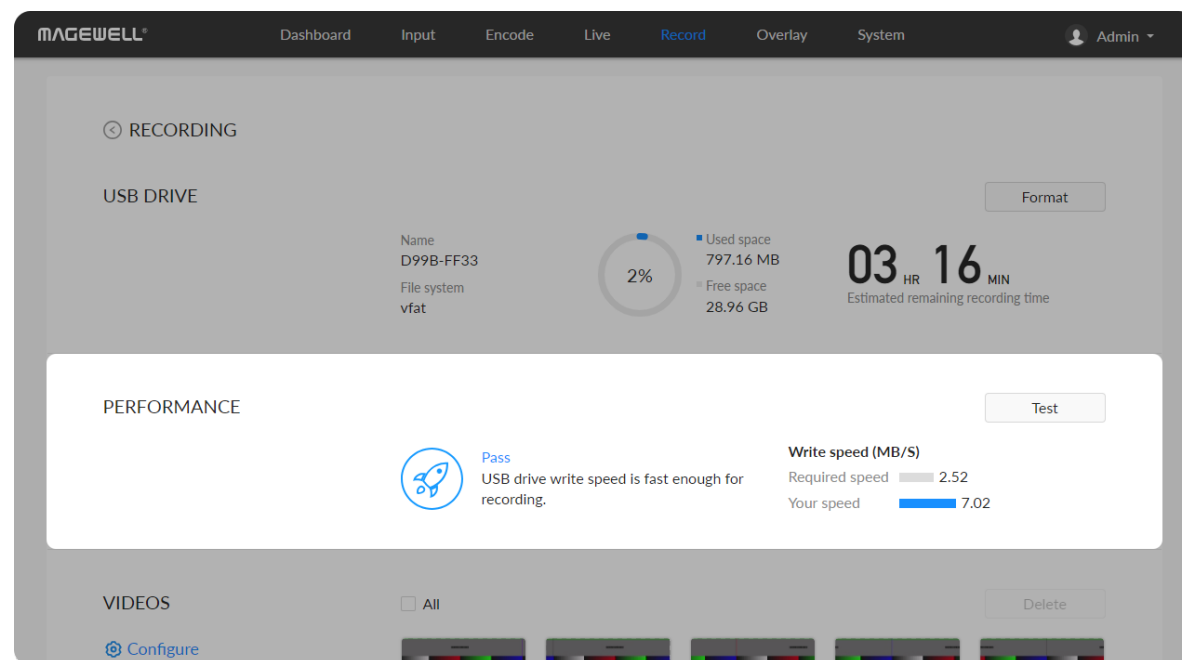 MAGEWELL®
Dashboard Input Encode Live Record Overlay System Admin
RECORDING
USB DRIVE
Format
Name
D99B-FF33
File system
vfat
2%
Used space
797.16 MB
Free space
28.96 GB
03 HR 16 MIN
Estimated remaining recording time
PERFORMANCE
Test
Pass
USB drive write speed is fast enough for
recording.
Write speed (MB/S)
Required speed 2.52
Your speed 7.02
VIDEOS
All
Delete
Configure